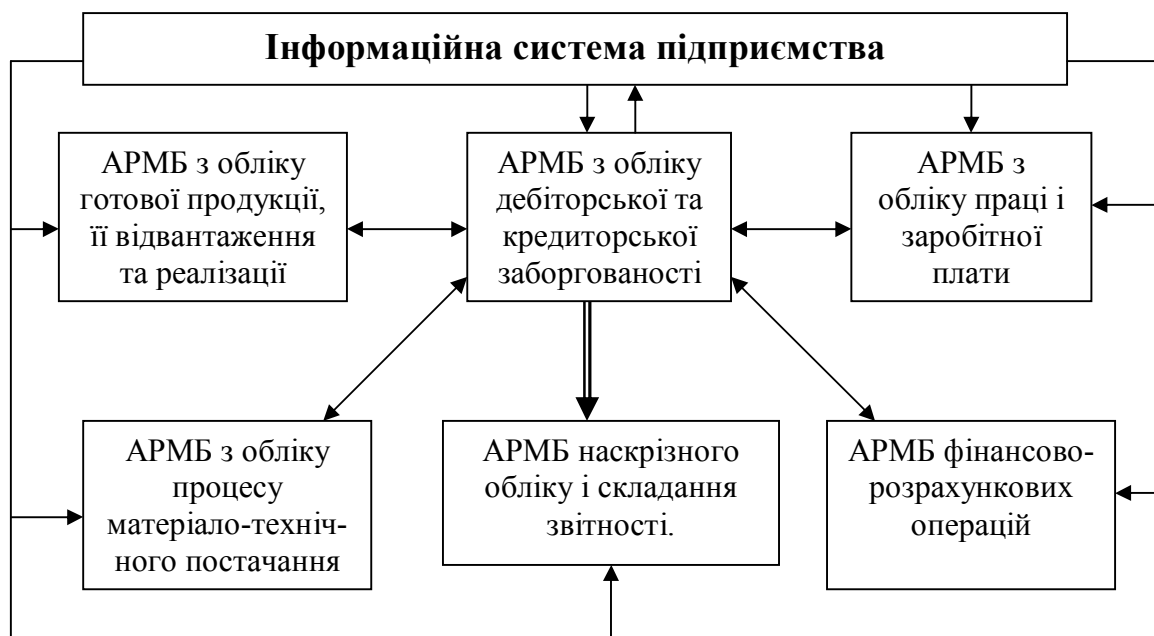 Інформаційна система підприємства
АРМБ з обліку
готової продукції,
її відвантаження
та реалізації
АРМБ з обліку
дебіторської та
кредиторської
заборгованості
АРМБ з
обліку праці і
заробітної
плати
АРМБ з обліку
процесу
матеріало-техніч-
ного постачання
АРМБ наскрізного
обліку і складання
звітності.
АРМБ фінансово-
розрахункових
операцій